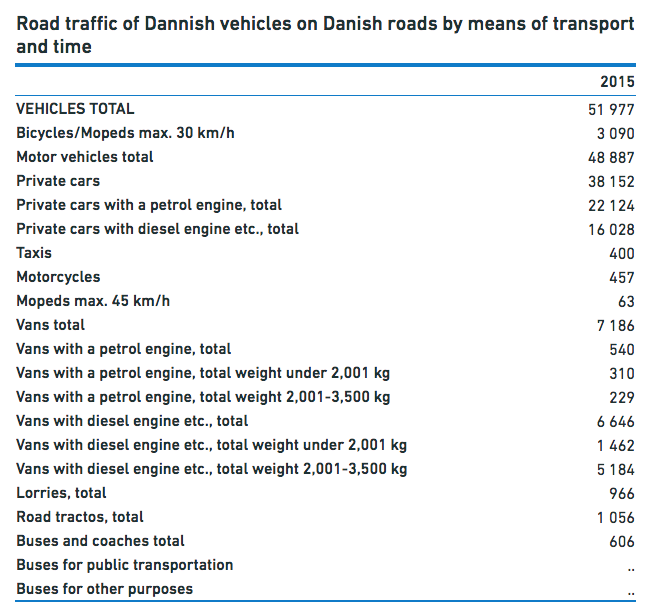 Road traffic of Dannish vehicles on Danish roads by means of transport
and time
2015
VEHICLES TOTAL 51 977
Bicycles/Mopeds max. 30 km/h 3 090
Motor vehicles total 48 887
Private cars 38 152
Private cars with a petrol engine, total 22 124
Private cars with diesel engine etc., total 16 028
Taxis 400
Motorcycles 457
Mopeds max. 45 km/h 63
Vans total 7 186
Vans with a petrol engine, total 540
Vans with a petrol engine, total weight under 2,001 kg 310
Vans with a petrol engine, total weight 2,001-3,500 kg 229
Vans with diesel engine etc., total 6 646
Vans with diesel engine etc., total weight under 2,001 kg 1 462
Vans with diesel engine etc., total weight 2,001-3,500 kg 5 184
Lorries, total 966
Road tractos, total 1 056
Buses and coaches total 606
Buses for public transportation ..
Buses for other purposes ..